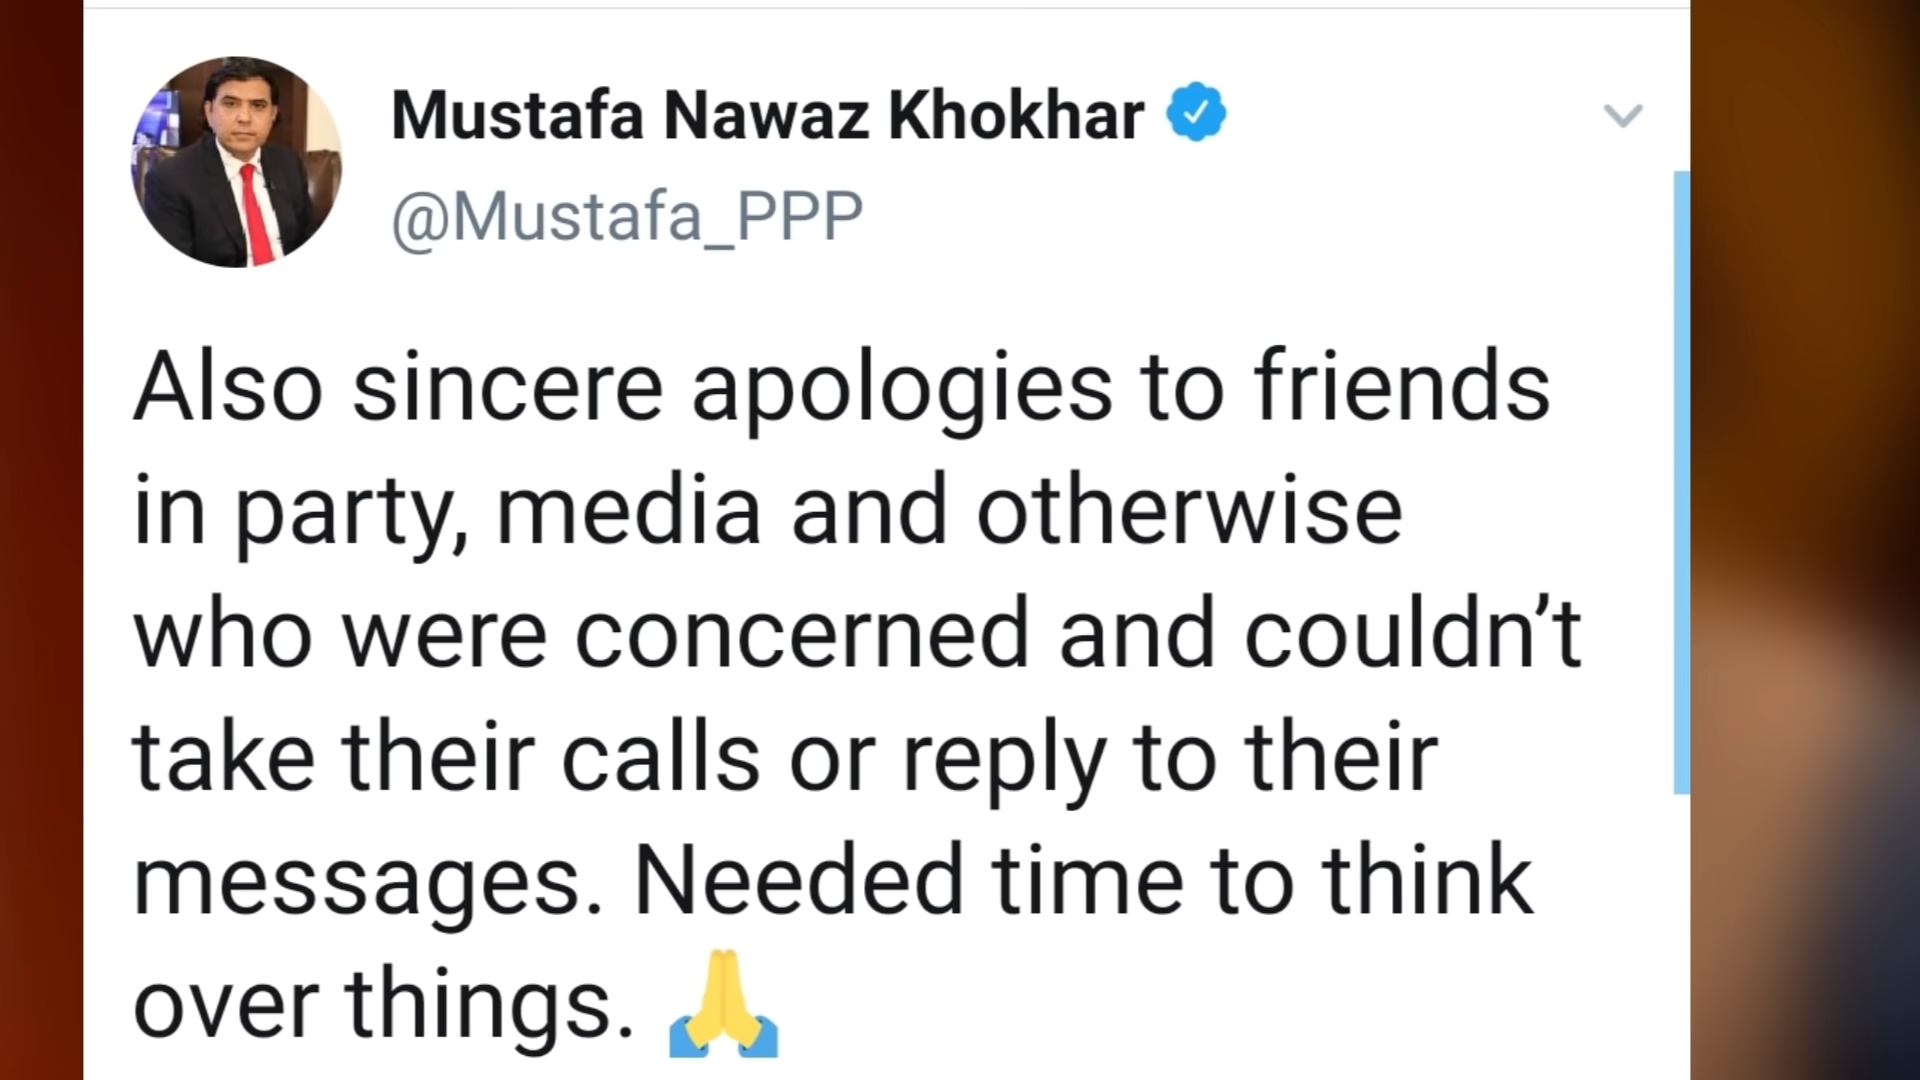 Mustafa Nawaz Khokhar
@Mustafa_PPP
Also sincere apologies to friends
in party, media and otherwise
who were concerned and couldn’t
take their calls or reply to their
messages. Needed time to think
over things. 🙏